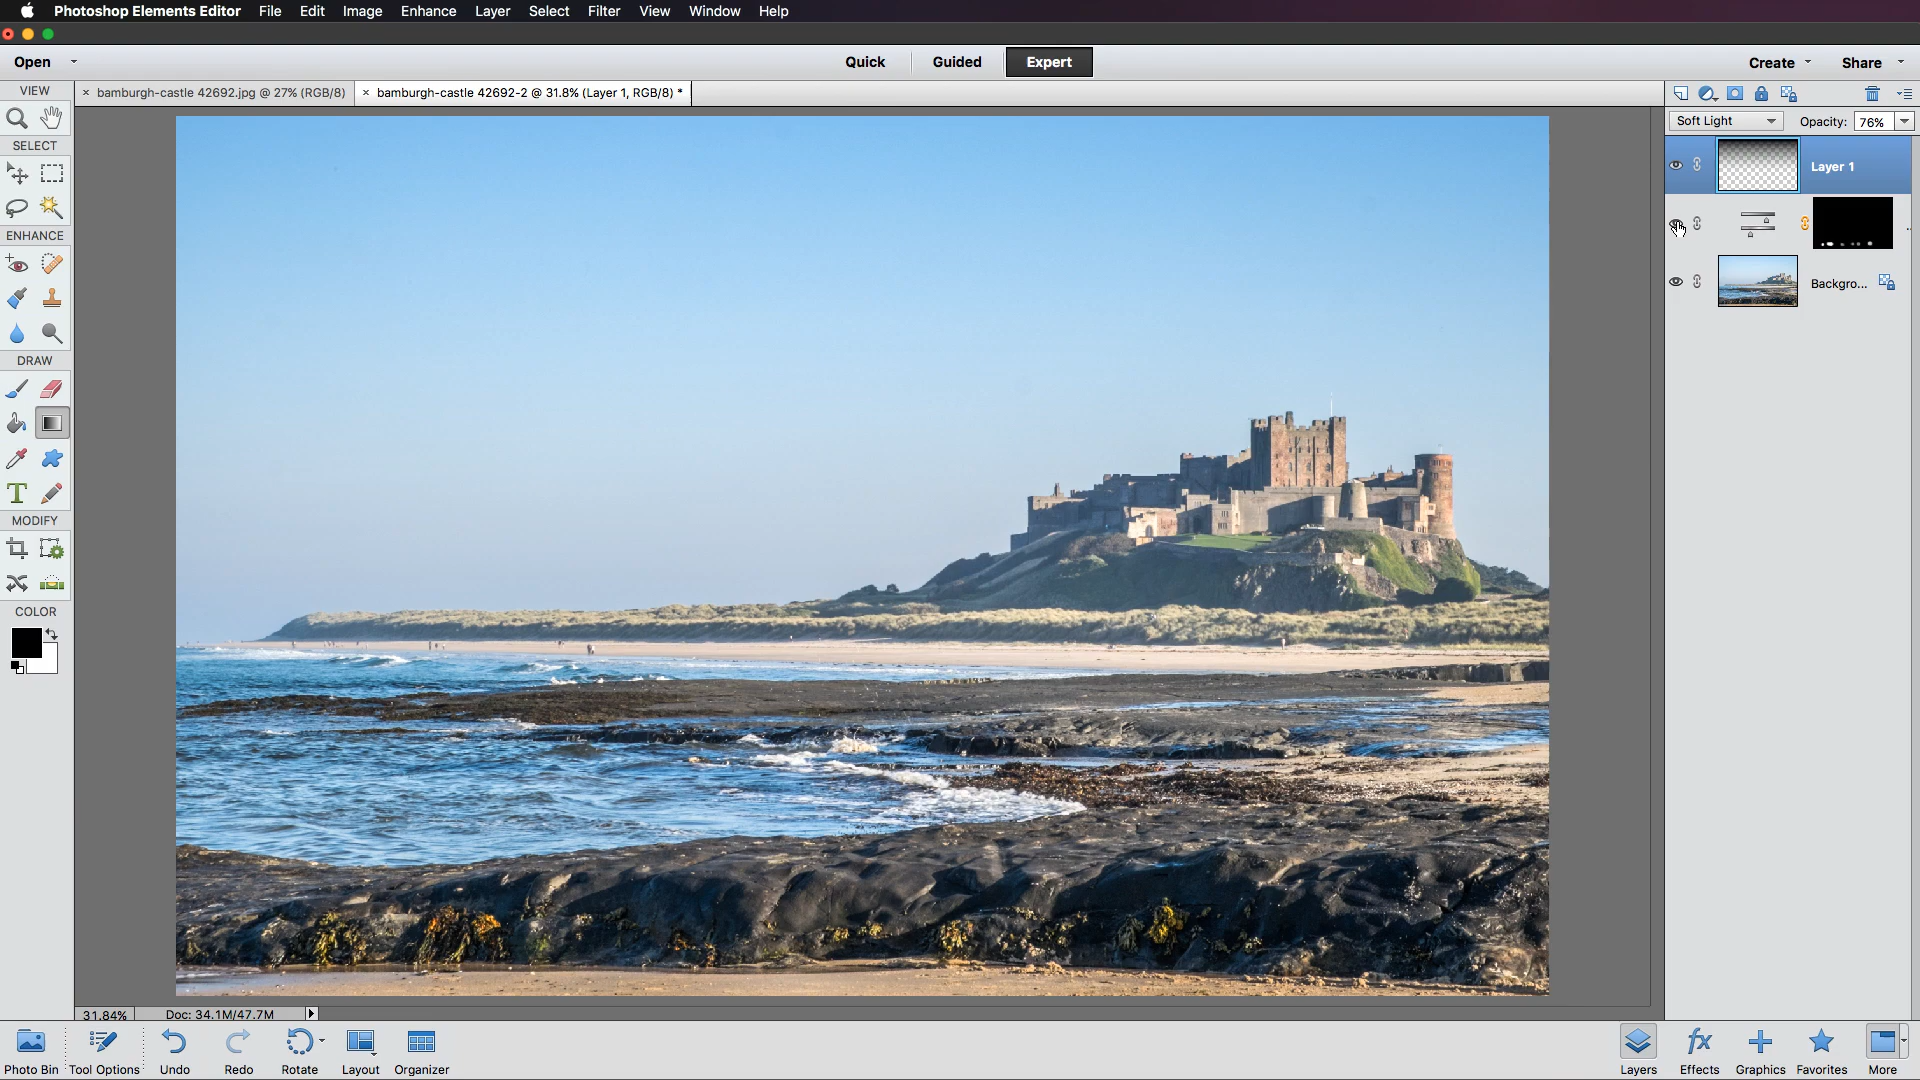 Photoshop Elements Editor File Edit Image Enhance Layer Select Filter View Window Help
Open Quick Guided Expert Create Share
VIEW × bamburgh-castle 42692.jpg @ 27% (RGB/8) × bamburgh-castle 42692-2 @ 31.8% (Layer 1, RGB/8) *
Soft Light Opacity: 76%
SELECT
Layer 1
ENHANCE
Backgro...
DRAW
MODIFY
COLOR
31.84% Doc: 34.1M/47.7M
Photo Bin Tool Options Undo Redo Rotate Layout Organizer Layers Effects Graphics Favorites More